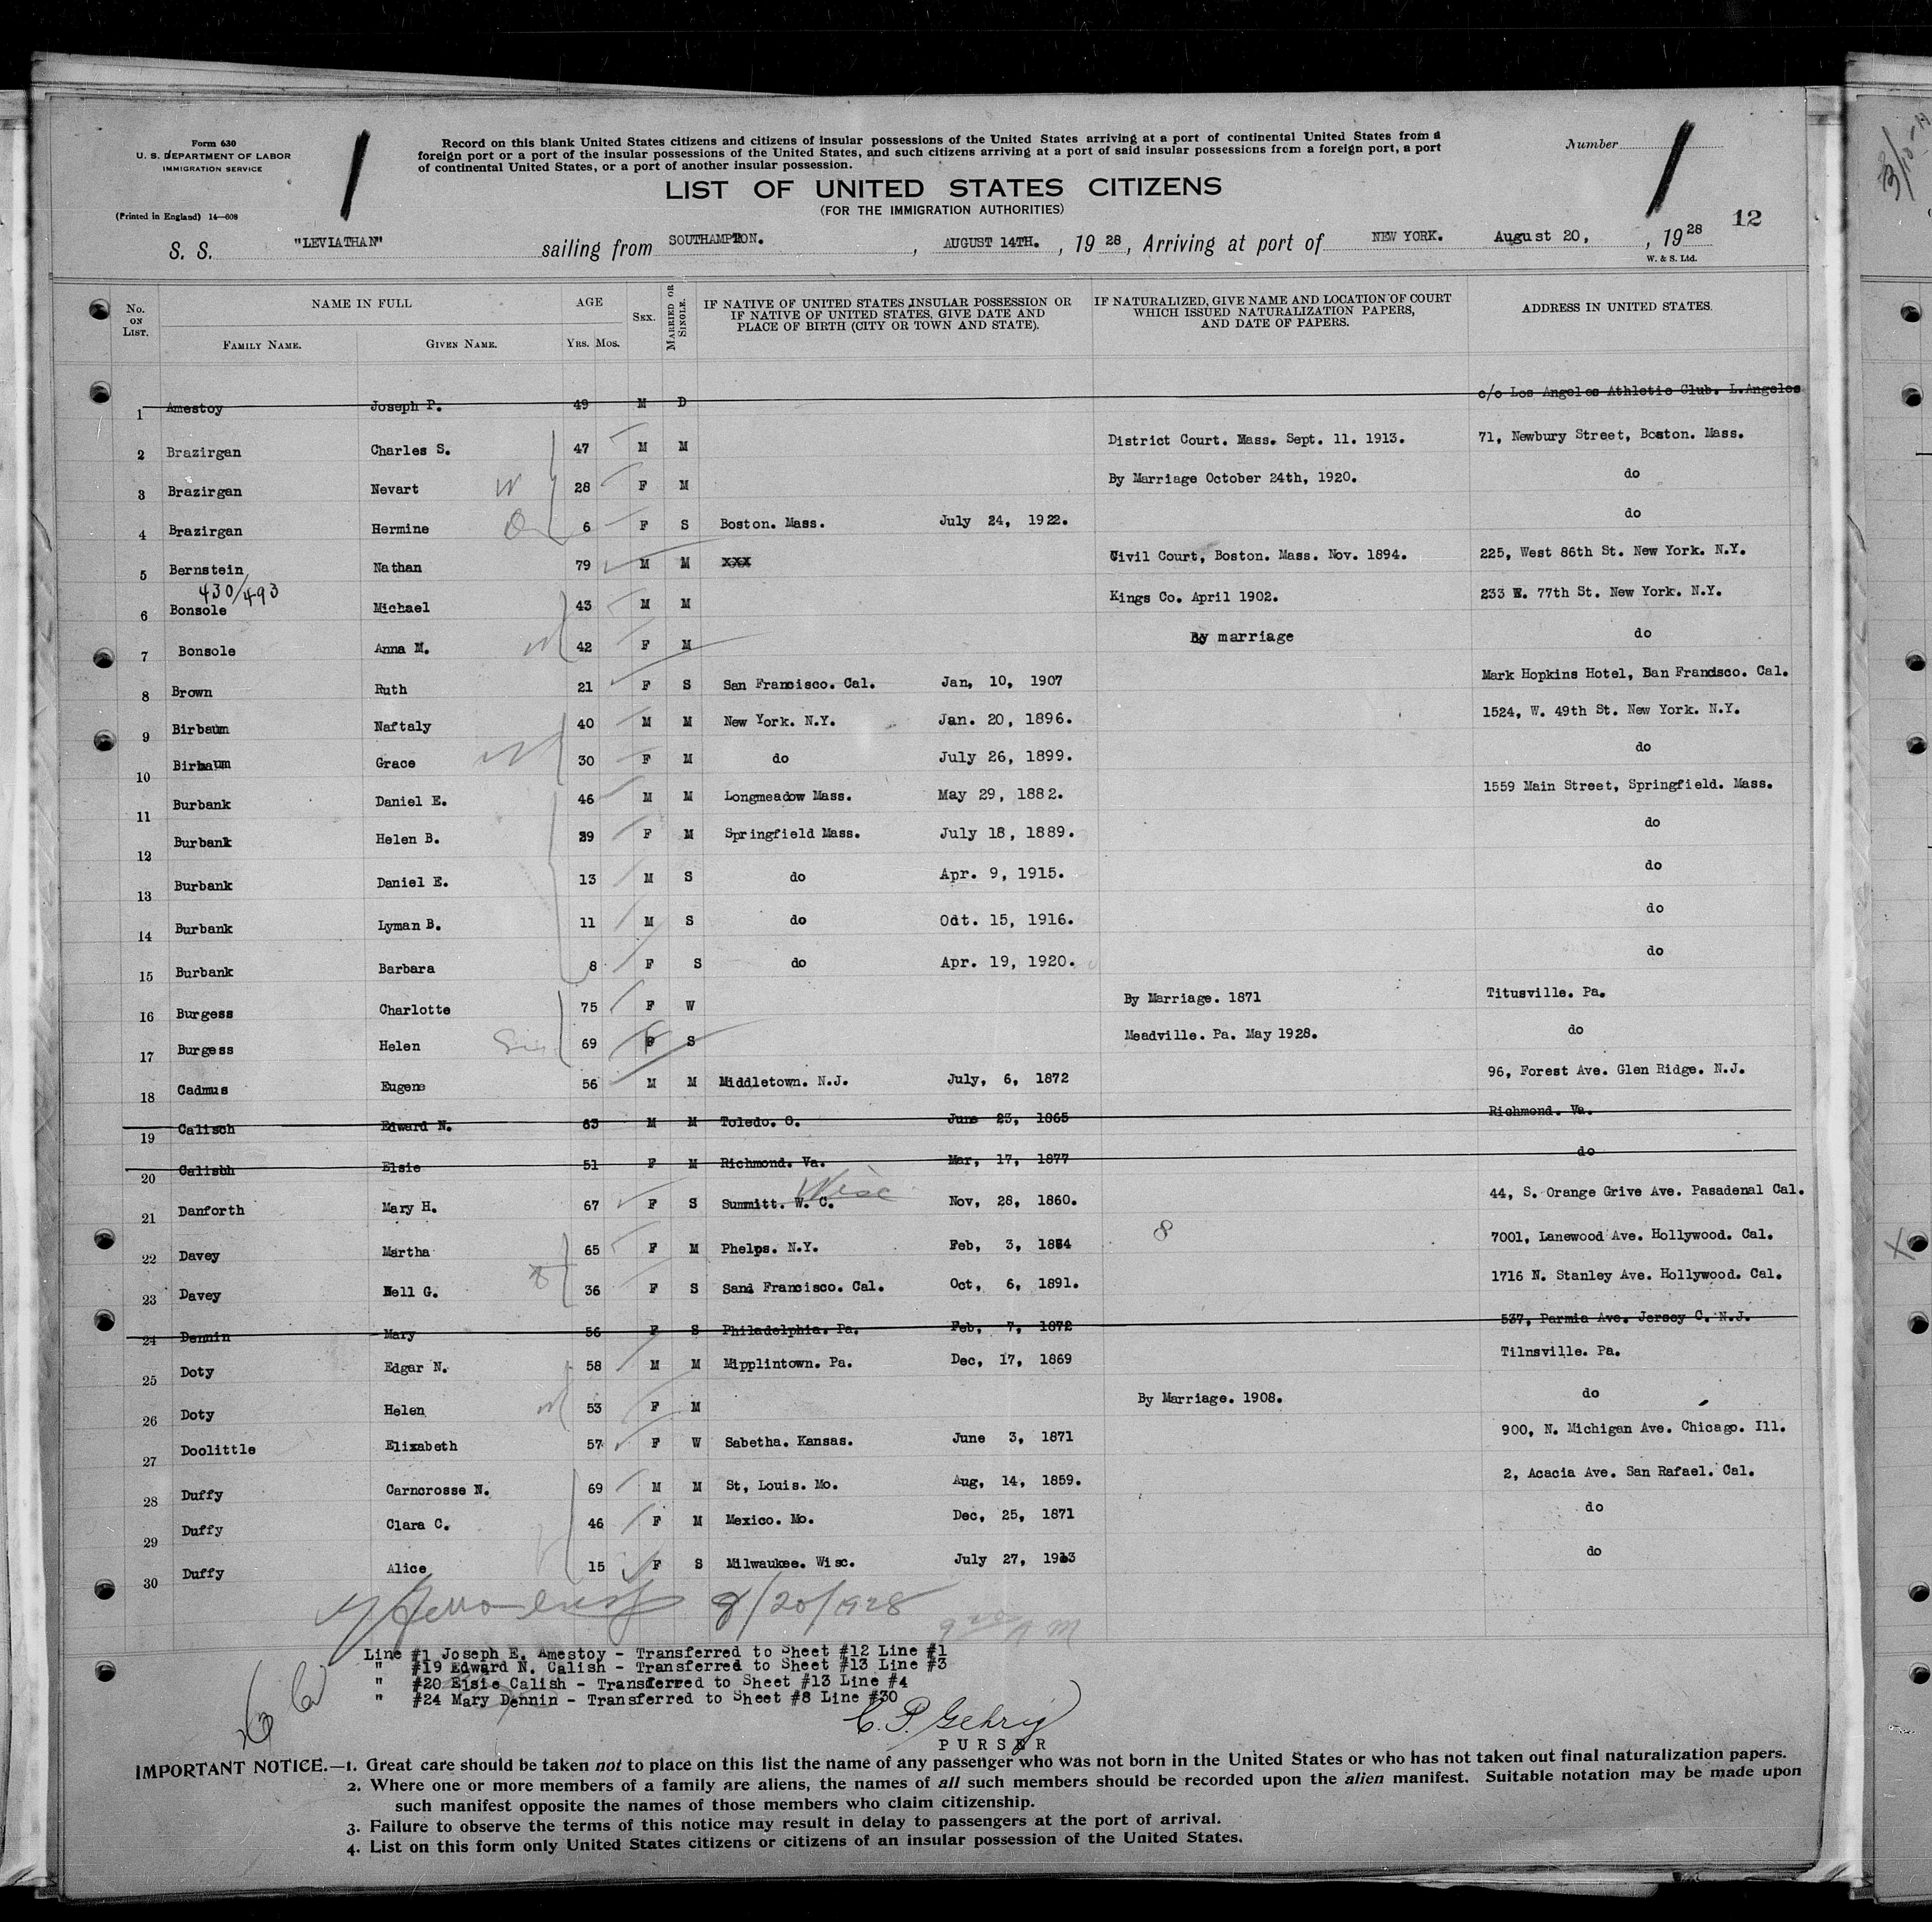 Form 630
U. S. DEPARTMENT OF LABOR
IMMIGRATION SERVICE
(Printed in England) 14—608
Record on this blank United States citizens and citizens of insular possessions of the United States arriving at a port of continental United States from a
foreign port or a port of the insular possessions of the United States, and such citizens arriving at a port of said insular possessions from a foreign port, a port
of continental United States, or a port of another insular possession.
Number
LIST OF UNITED STATES CITIZENS
(FOR THE IMMIGRATION AUTHORITIES)
12
S. S. "LEVIATHAN" sailing from SOUTHAMPTON. , AUGUST 14TH. , 19 28 , Arriving at port of NEW YORK. August 20, , 19 28
W. & S. Ltd.
No. ON LIST. NAME IN FULL AGE SEX. MARRIED OR SINGLE. IF NATIVE OF UNITED STATES INSULAR POSSESSION OR IF NATIVE OF UNITED STATES, GIVE DATE AND PLACE OF BIRTH (CITY OR TOWN AND STATE). IF NATURALIZED, GIVE NAME AND LOCATION OF COURT WHICH ISSUED NATURALIZATION PAPERS, AND DATE OF PAPERS. ADDRESS IN UNITED STATES.
FAMILY NAME. GIVEN NAME. YRS. MOS.
1 Amestoy Joseph P. 49 M D c/o Los Angeles Athletic Club. L.Angeles
2 Brazirgan Charles S. 47 M M District Court. Mass. Sept. 11. 1913. 71, Newbury Street, Boston. Mass.
3 Brazirgan Nevart W 28 F M By Marriage October 24th, 1920. do
4 Brazirgan Hermine 6 F S Boston. Mass. July 24, 1922. do
5 Bernstein Nathan 79 M M xxx Civil Court, Boston. Mass. Nov. 1894. 225, West 86th St. New York. N.Y.
430/493
6 Bonsole Michael 43 M M Kings Co. April 1902. 233 E. 77th St. New York. N.Y.
7 Bonsole Anna M. 42 F M By marriage do
8 Brown Ruth 21 F S San Francisco. Cal. Jan, 10, 1907 Mark Hopkins Hotel, Ban Francisco. Cal.
9 Birbaum Naftaly 40 M M New York. N.Y. Jan. 20, 1896. 1524, W. 49th St. New York. N.Y.
10 Birbaum Grace 30 F M do July 26, 1899. do
11 Burbank Daniel E. 46 M M Longmeadow Mass. May 29, 1882. 1559 Main Street, Springfield. Mass.
12 Burbank Helen B. 39 F M Springfield Mass. July 18, 1889. do
13 Burbank Daniel E. 13 M S do Apr. 9, 1915. do
14 Burbank Lyman B. 11 M S do Odt. 15, 1916. do
15 Burbank Barbara 8 F S do Apr. 19, 1920. do
16 Burgess Charlotte 75 F W By Marriage. 1871 Titusville. Pa.
17 Burgess Helen Sis 69 F S Meadville. Pa. May 1928. do
18 Cadmus Eugene 56 M M Middletown. N.J. July, 6, 1872 96, Forest Ave. Glen Ridge. N.J.
19 Calisch Edward N. 63 M M Toledo. O. June 23, 1865 Richmond. Va.
20 Calisbh Elsie 51 F M Richmond. Va. Mar, 17, 1877 do
21 Danforth Mary H. 67 F S Summitt. W. C. Wisc Nov, 28, 1860. 44, S. Orange Grive Ave. Pasadenal Cal.
22 Davey Martha 65 F M Phelps. N.Y. Feb, 3, 1864 8 7001, Lanewood Ave. Hollywood. Cal.
23 Davey Nell G. 36 F S Sand Francisco. Cal. Oct, 6, 1891. 1716 N. Stanley Ave. Hollywood. Cal.
24 Dennin Mary 56 F S Philadelphia. Pa. Feb, 7, 1872 537, Parmia Ave. Jersey C. N.J.
25 Doty Edgar N. 58 M M Mipplintown. Pa. Dec, 17, 1869 Tilnsville. Pa.
26 Doty Helen 53 F M By Marriage. 1908. do
27 Doolittle Elizabeth 57 F W Sabetha. Kansas. June 3, 1871 900, N. Michigan Ave. Chicago. Ill.
28 Duffy Carncrosse N. 69 M M St, Louis. Mo. Aug, 14, 1859. 2, Acacia Ave. San Rafael. Cal.
29 Duffy Clara C. 46 F M Mexico. Mo. Dec, 25, 1871 do
30 Duffy Alice 15 F S Milwaukee. Wisc. July 27, 1913 do
8/20/1928
Line #1 Joseph E. Amestoy - Transferred to Sheet #12 Line #1
" #19 Edward N. Calish - Transferred to Sheet #13 Line #3
" #20 Elsie Calish - Transferred to Sheet #13 Line #4
" #24 Mary Dennin - Transferred to Sheet #8 Line #30
C. P. Gehrig
PURSER
IMPORTANT NOTICE.—1. Great care should be taken not to place on this list the name of any passenger who was not born in the United States or who has not taken out final naturalization papers.
2. Where one or more members of a family are aliens, the names of all such members should be recorded upon the alien manifest. Suitable notation may be made upon
such manifest opposite the names of those members who claim citizenship.
3. Failure to observe the terms of this notice may result in delay to passengers at the port of arrival.
4. List on this form only United States citizens or citizens of an insular possession of the United States.